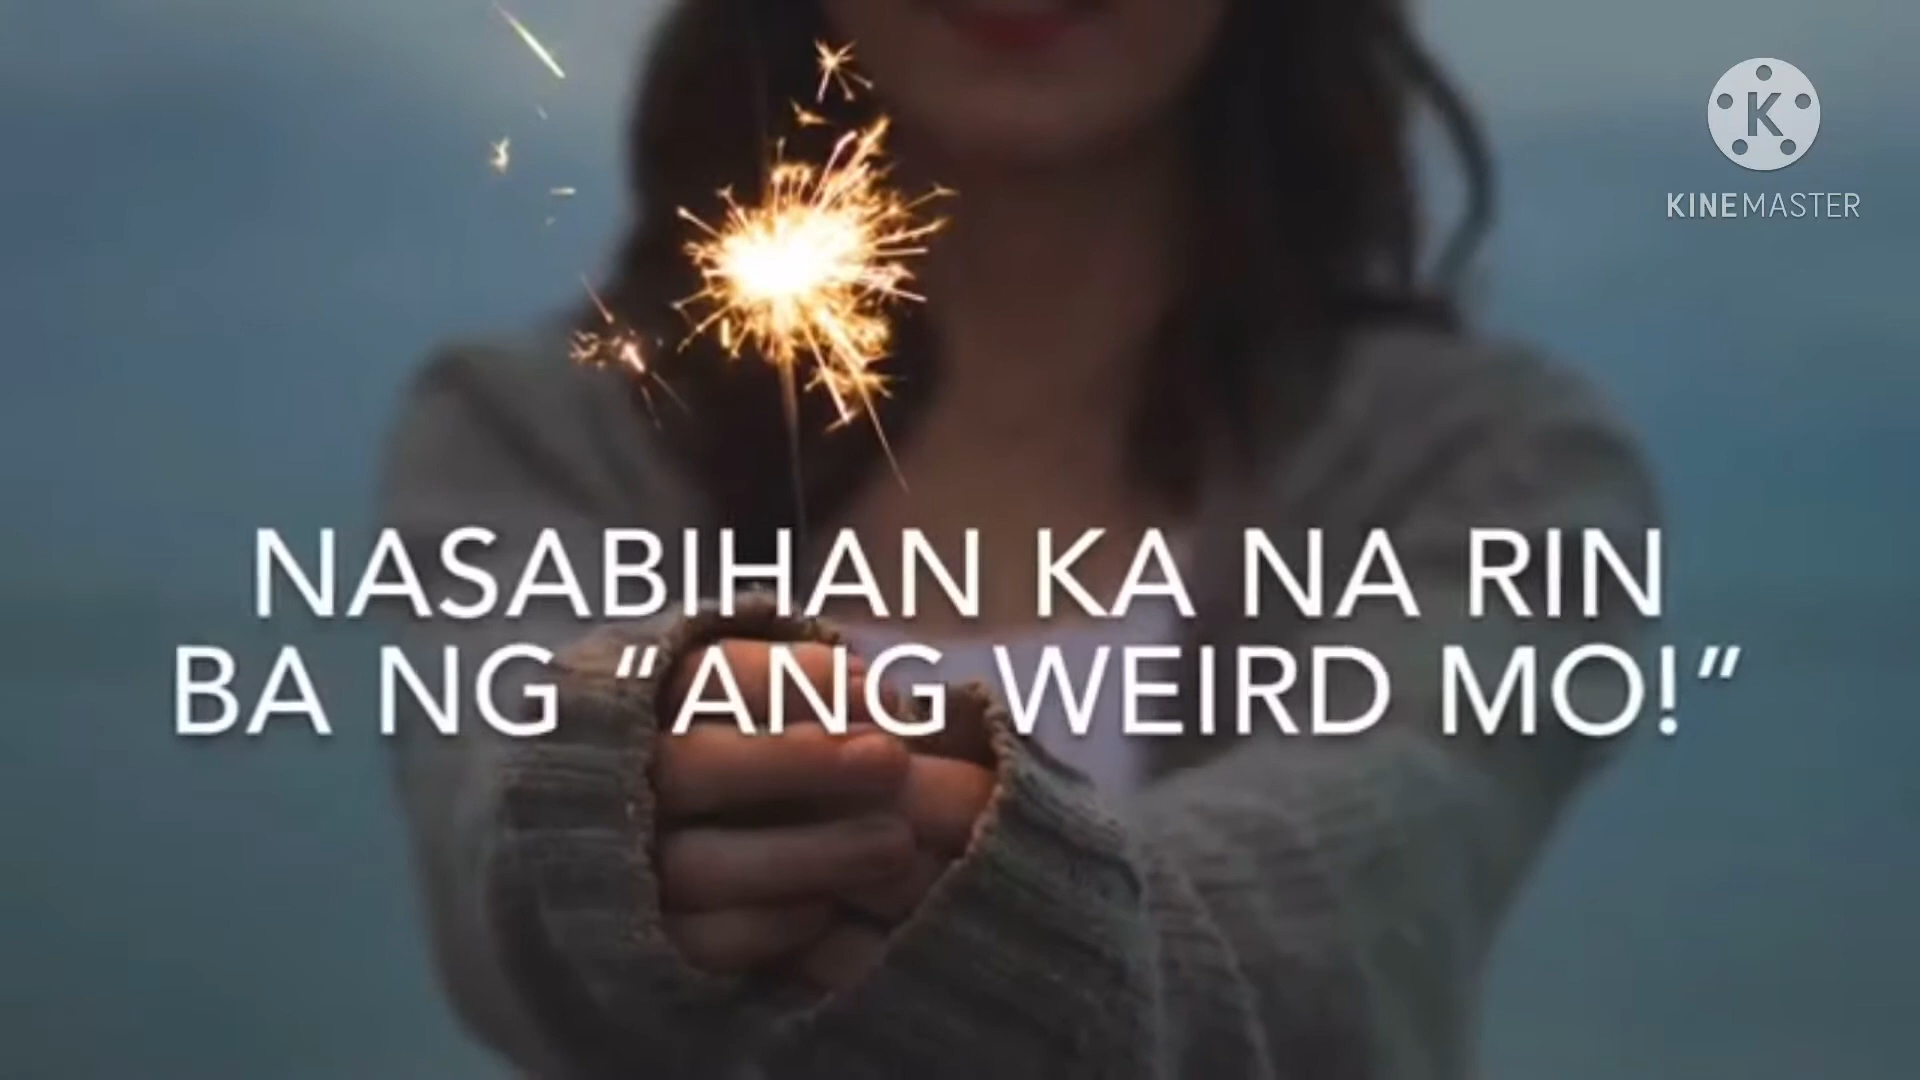 K
KINEMASTER
NASABIHAN KA NA RIN
BA NG “ANG WEIRD MO!”